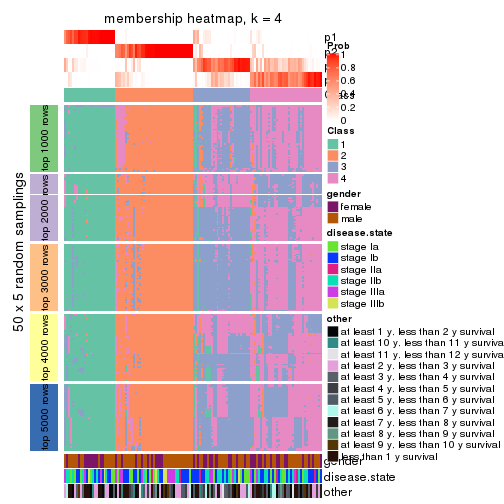 membership heatmap, k = 4
p1
p2
Prob
1
0.8
0.6
0.4
0.2
0
Class
1
2
3
4
gender
female
male
disease.state
stage Ia
stage Ib
stage IIa
stage IIb
stage IIIa
stage IIIb
other
at least 1 y. less than 2 y survival
at least 10 y. less than 11 y survival
at least 11 y. less than 12 y survival
at least 2 y. less than 3 y survival
at least 3 y. less than 4 y survival
at least 4 y. less than 5 y survival
at least 5 y. less than 6 y survival
at least 6 y. less than 7 y survival
at least 7 y. less than 8 y survival
at least 8 y. less than 9 y survival
at least 9 y. less than 10 y survival
less than 1 y survival
50 x 5 random samplings
top 1000 rows
top 2000 rows
top 3000 rows
top 4000 rows
top 5000 rows
gender
disease.state
other